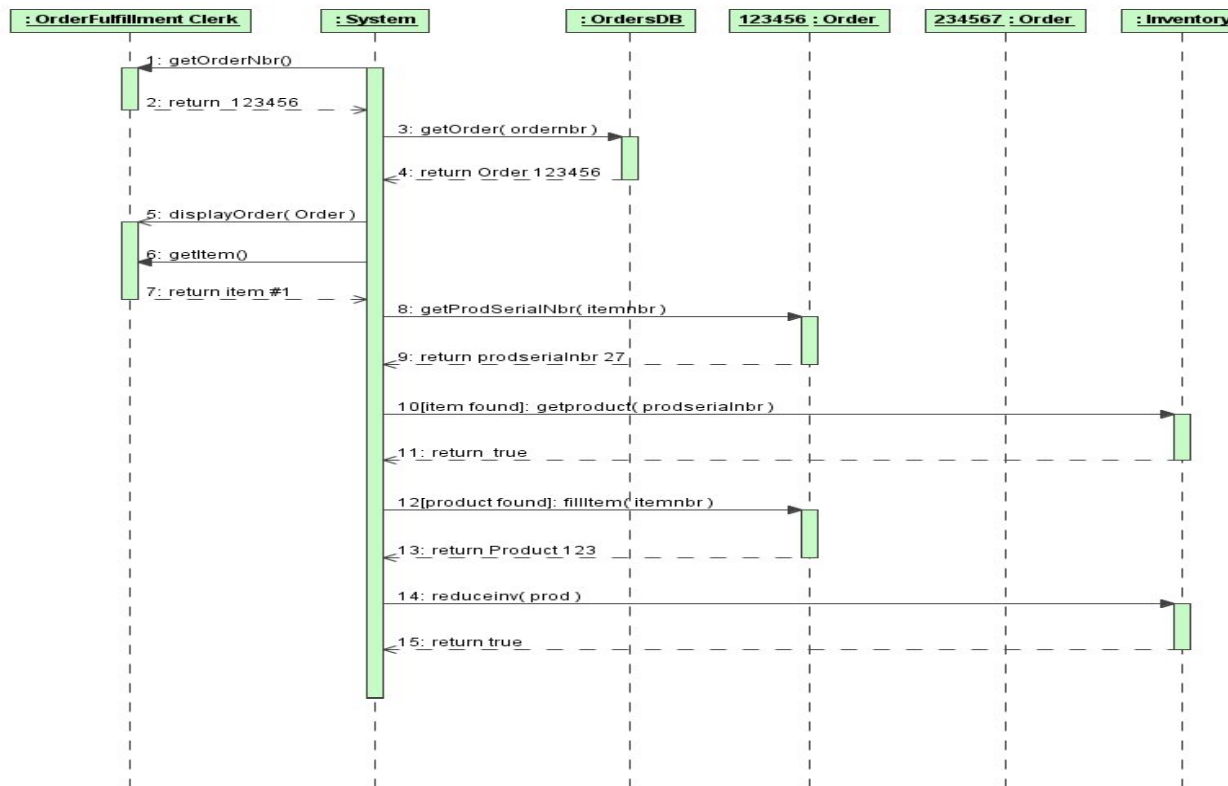 : OrderFulfillment Clerk
: System
: OrdersDB
123456 : Order
234567 : Order
: Inventory
1: getOrderNbr()
2: return 123456
3: getOrder( ordernbr )
4: return Order 123456
5: displayOrder( Order )
6: getItem()
7: return item #1
8: getProdSerialNbr( itemnbr )
9: return prodserialnbr 27
10[item found]: getproduct( prodserialnbr )
11: return true
12[product found]: fillItem( itemnbr )
13: return Product 123
14: reduceinv( prod )
15: return true